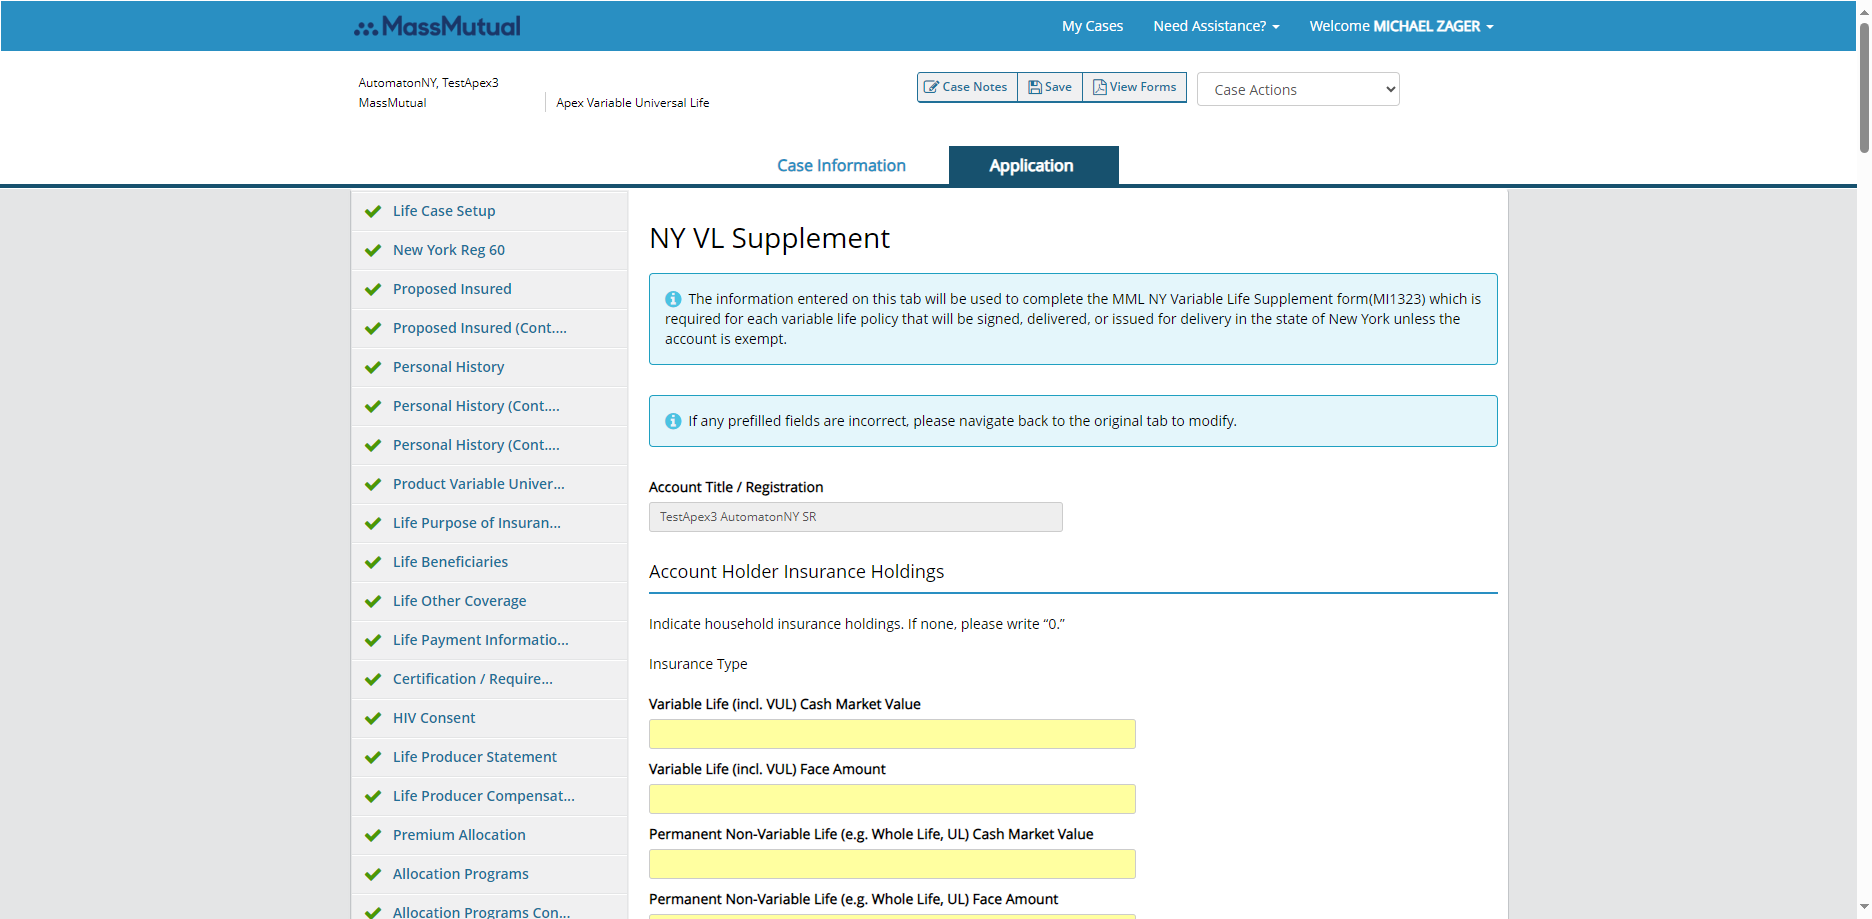 MassMutual
My Cases
Need Assistance?
Welcome MICHAEL ZAGER
AutomatonNY, TestApex3
MassMutual
Apex Variable Universal Life
Case Notes
Save
View Forms
Case Actions
Case Information
Application
Life Case Setup
New York Reg 60
Proposed Insured
Proposed Insured (Cont....
Personal History
Personal History (Cont....
Personal History (Cont....
Product Variable Univer...
Life Purpose of Insuran...
Life Beneficiaries
Life Other Coverage
Life Payment Informatio...
Certification / Require...
HIV Consent
Life Producer Statement
Life Producer Compensat...
Premium Allocation
Allocation Programs
Allocation Programs Con...
NY VL Supplement
The information entered on this tab will be used to complete the MML NY Variable Life Supplement form(MI1323) which is
required for each variable life policy that will be signed, delivered, or issued for delivery in the state of New York unless the
account is exempt.
If any prefilled fields are incorrect, please navigate back to the original tab to modify.
Account Title / Registration
TestApex3 AutomatonNY SR
Account Holder Insurance Holdings
Indicate household insurance holdings. If none, please write “0.”
Insurance Type
Variable Life (incl. VUL) Cash Market Value
Variable Life (incl. VUL) Face Amount
Permanent Non-Variable Life (e.g. Whole Life, UL) Cash Market Value
Permanent Non-Variable Life (e.g. Whole Life, UL) Face Amount